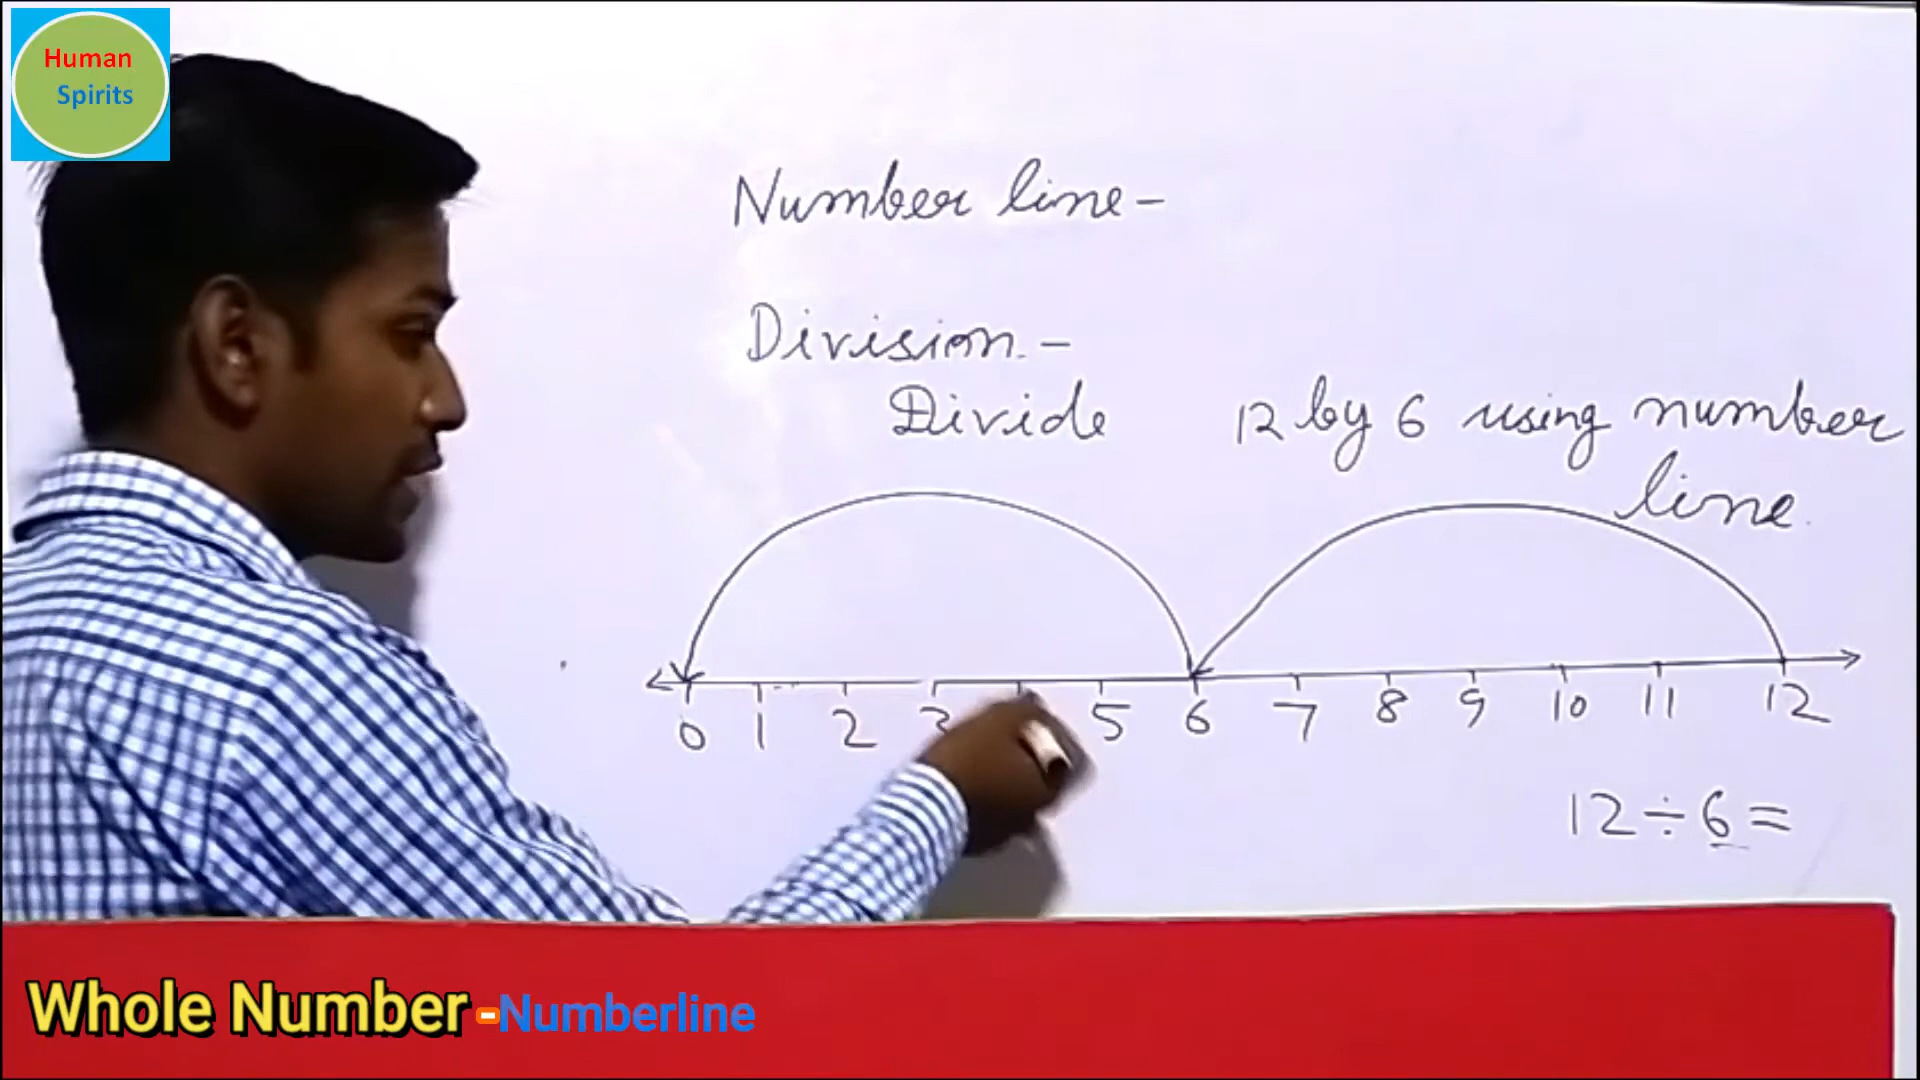 Human
Spirits
Number line-
Division-
Divide 12 by 6 using number
line.
0 1 2 3 5 6 7 8 9 10 11 12
12÷6=
Whole Number-Numberline